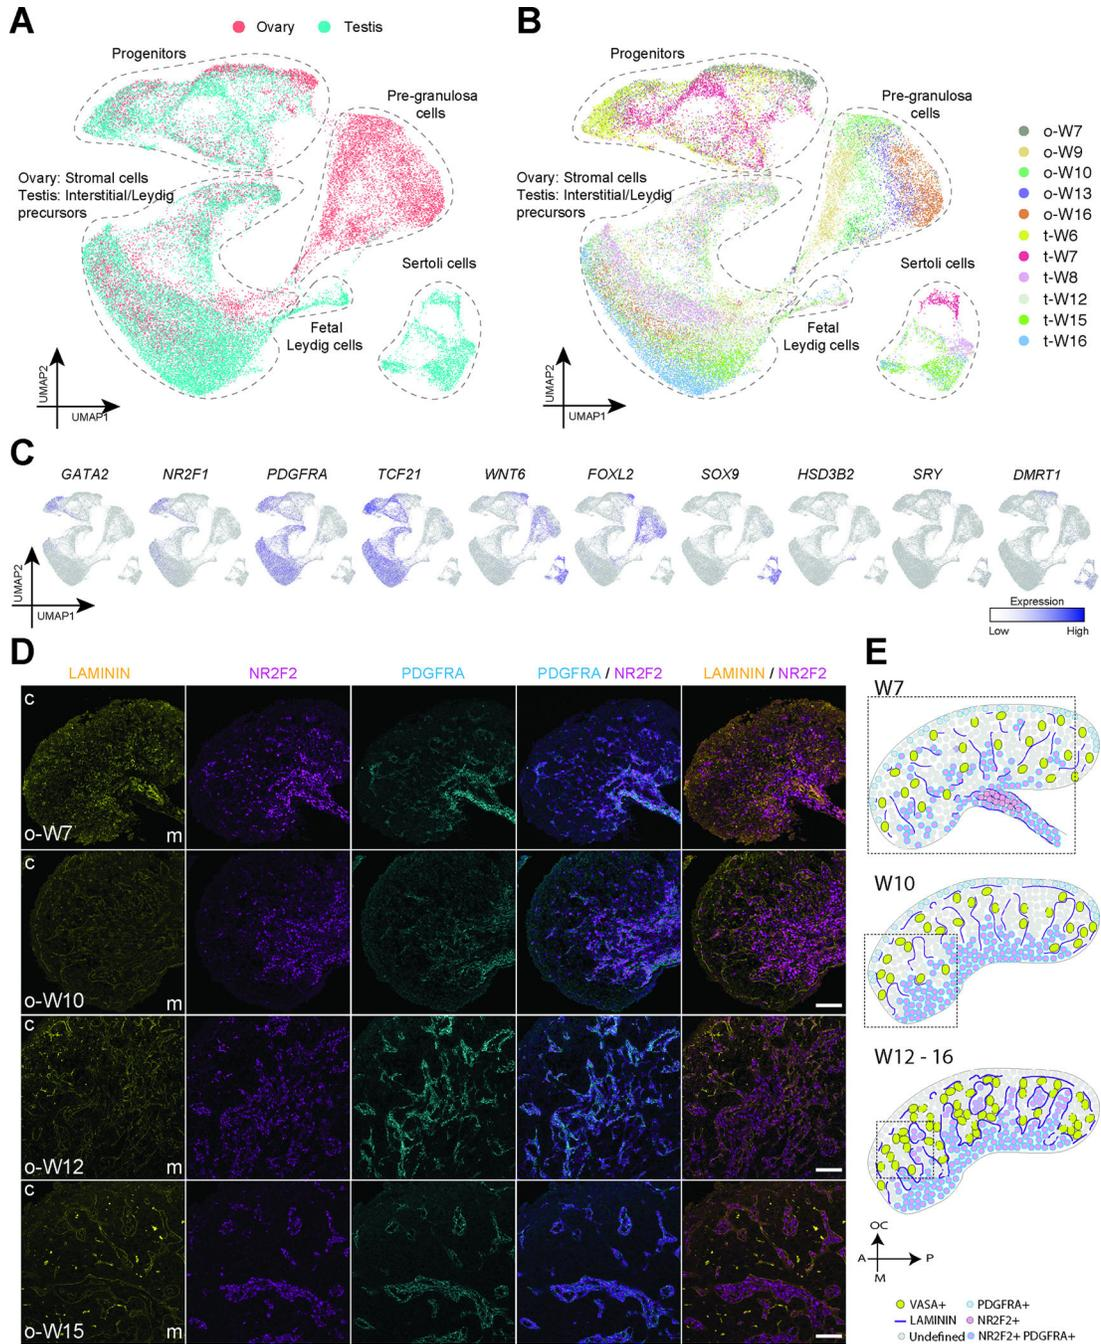 A
Ovary
Testis
Progenitors
Pre-granulosa
cells
Ovary: Stromal cells
Testis: Interstitial/Leydig
precursors
Sertoli cells
Fetal
Leydig cells
UMAP2
UMAP1
B
Progenitors
Pre-granulosa
cells
Ovary: Stromal cells
Testis: Interstitial/Leydig
precursors
Sertoli cells
Fetal
Leydig cells
UMAP2
UMAP1
o-W7
o-W9
o-W10
o-W13
o-W16
t-W6
t-W7
t-W8
t-W12
t-W15
t-W16
C
GATA2 NR2F1 PDGFRA TCF21 WNT6 FOXL2 SOX9 HSD3B2 SRY DMRT1
UMAP2
UMAP1
Expression
Low High
D
LAMININ NR2F2 PDGFRA PDGFRA / NR2F2 LAMININ / NR2F2
c
o-W7 m
c
o-W10 m
c
o-W12 m
c
o-W15 m
E
W7
W10
W12 - 16
OC
A P
M
VASA+ PDGFRA+
LAMININ NR2F2+
Undefined NR2F2+ PDGFRA+